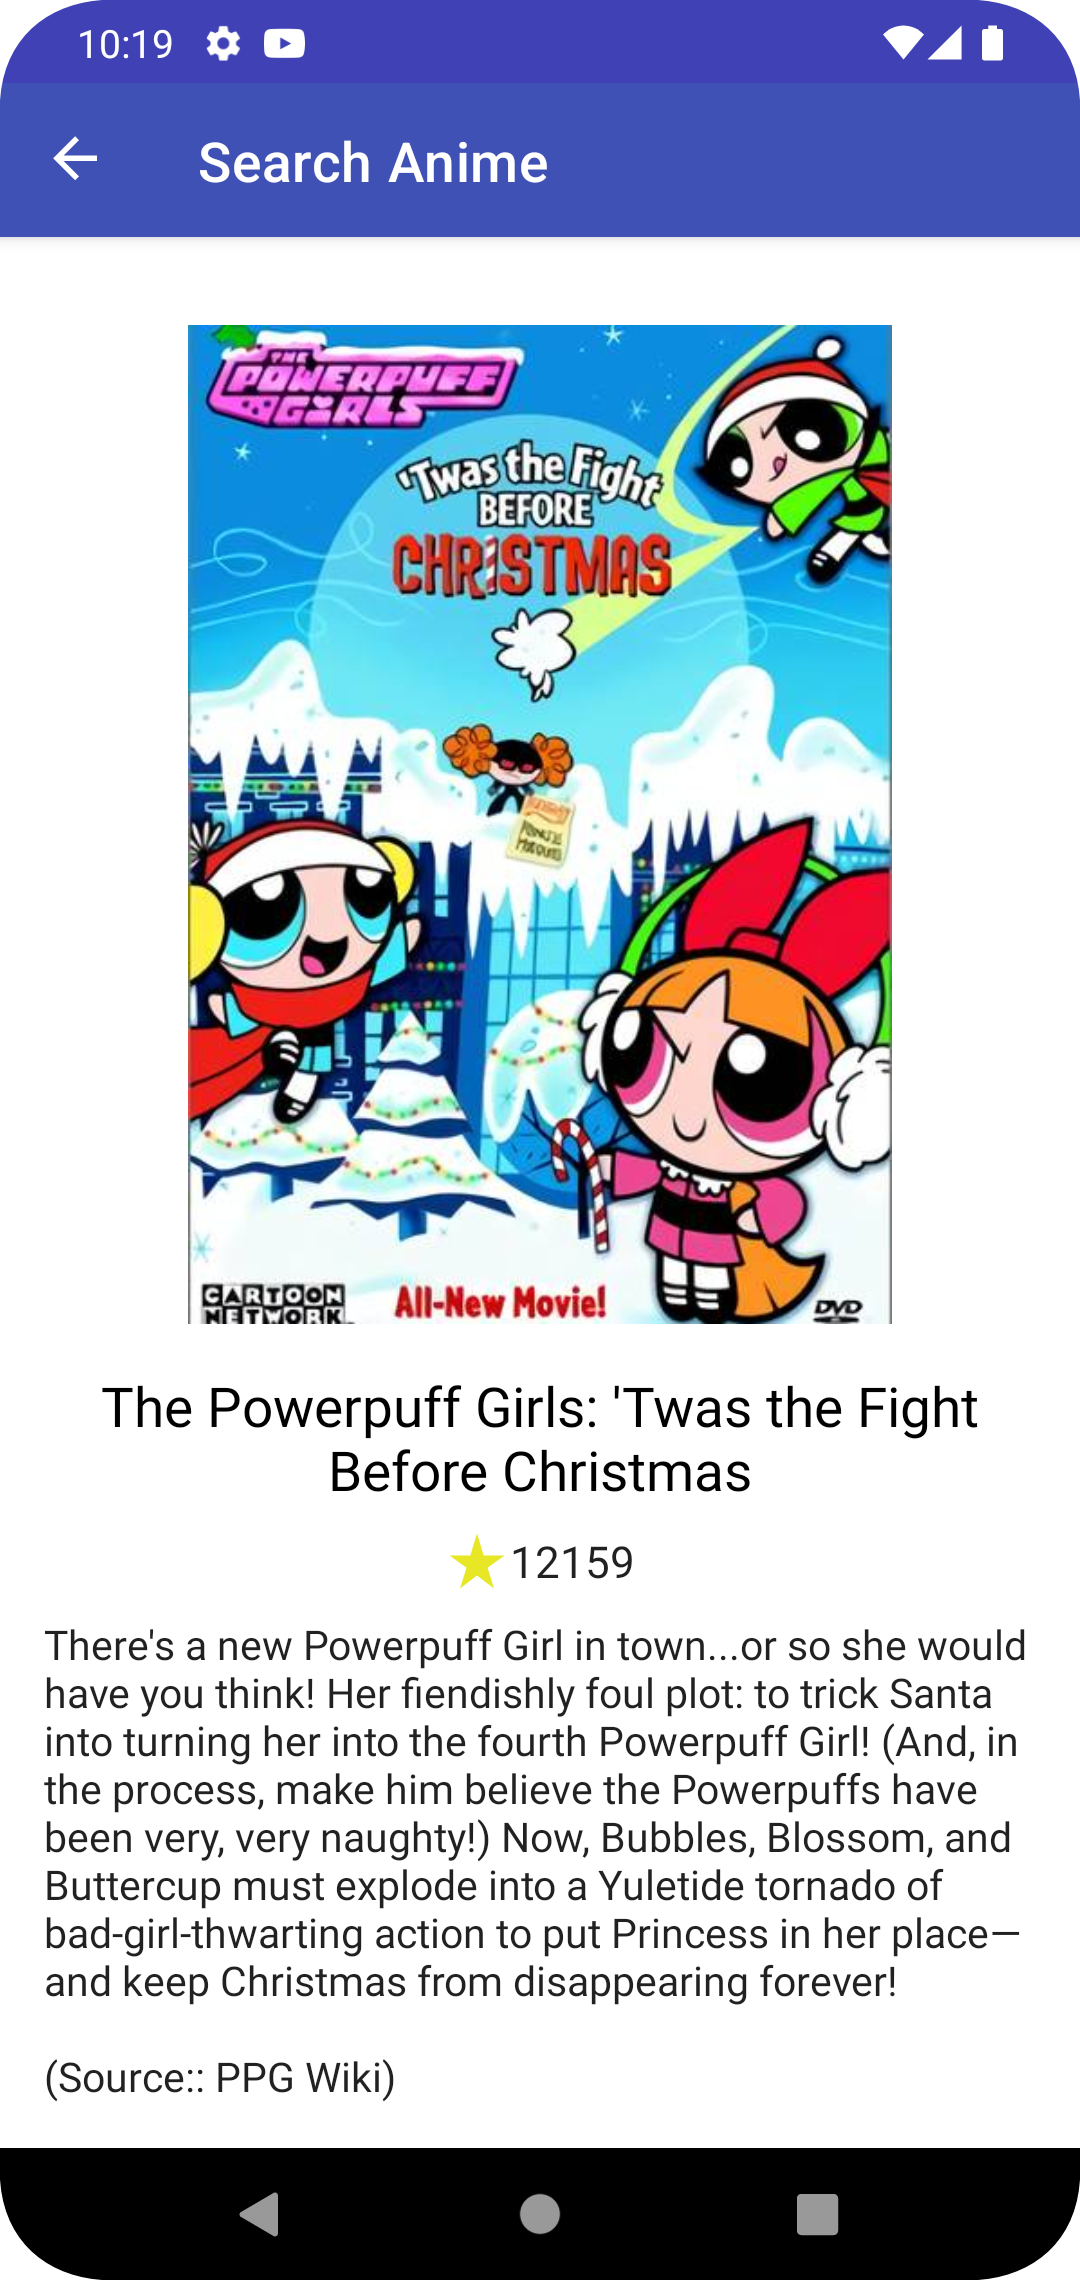 10:19
Search Anime
THE
POWERPUFF
GIRLS
'Twas the Fight
BEFORE
CHRISTMAS
CARTOON
NETWORK
All-New Movie!
DVD
The Powerpuff Girls: 'Twas the Fight
Before Christmas
12159
There's a new Powerpuff Girl in town...or so she would
have you think! Her fiendishly foul plot: to trick Santa
into turning her into the fourth Powerpuff Girl! (And, in
the process, make him believe the Powerpuffs have
been very, very naughty!) Now, Bubbles, Blossom, and
Buttercup must explode into a Yuletide tornado of
bad-girl-thwarting action to put Princess in her place—
and keep Christmas from disappearing forever!
(Source:: PPG Wiki)